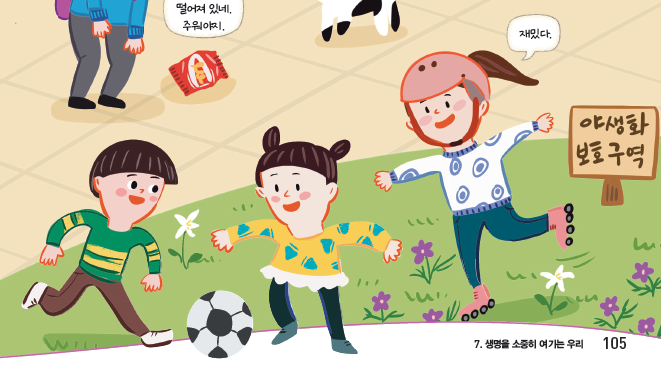 떨어져 있네.
주워야지.
재밌다.
야생화
보호구역
7. 생명을 소중히 여기는 우리 105